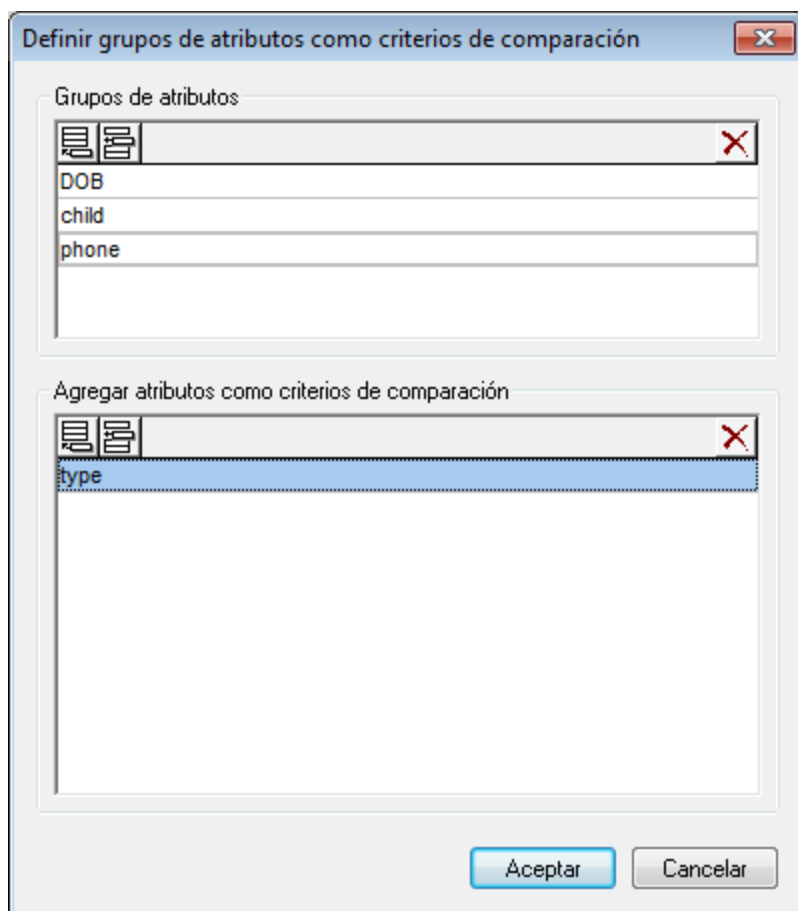 Definir grupos de atributos como criterios de comparación
Grupos de atributos
DOB
child
phone
Agregar atributos como criterios de comparación
type
Aceptar
Cancelar